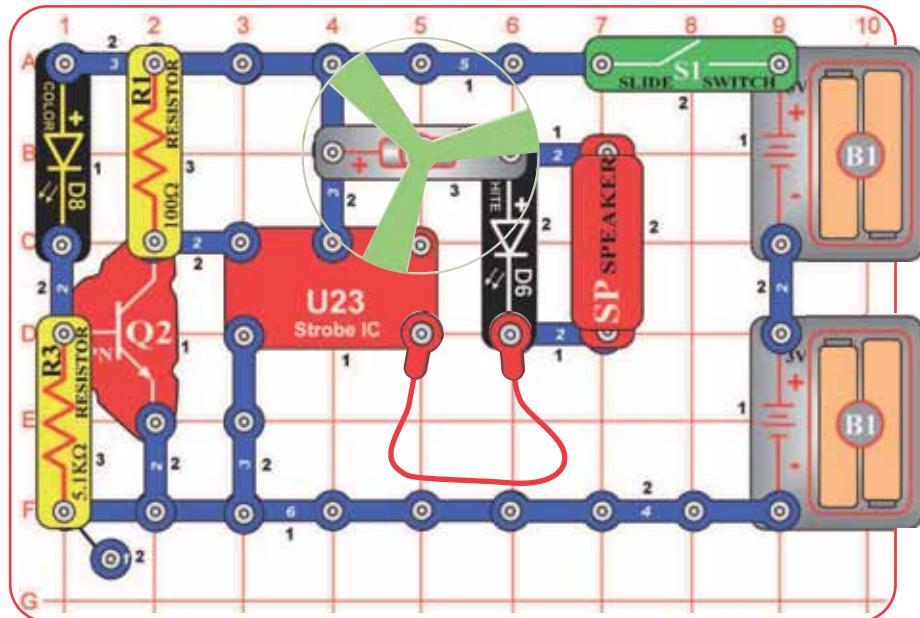 1 2 3 4 5 6 7 8 9 10
A
2
3
5
1
S1
SLIDE SWITCH
2
COLOR
+
D8
1
R1
RESISTOR
100Ω
3
B
+
3
2
3
1
2
SP SPEAKER
2
1
+
-
B1
C
2
2
U23
Strobe IC
1
+
D6
2
2
1
2
2
2
2
D
Q2
1
R3
RESISTOR
5.1KΩ
3
3V
1
+
-
B1
E
2
2
3
2
F
6
1
2
4
1
2
G